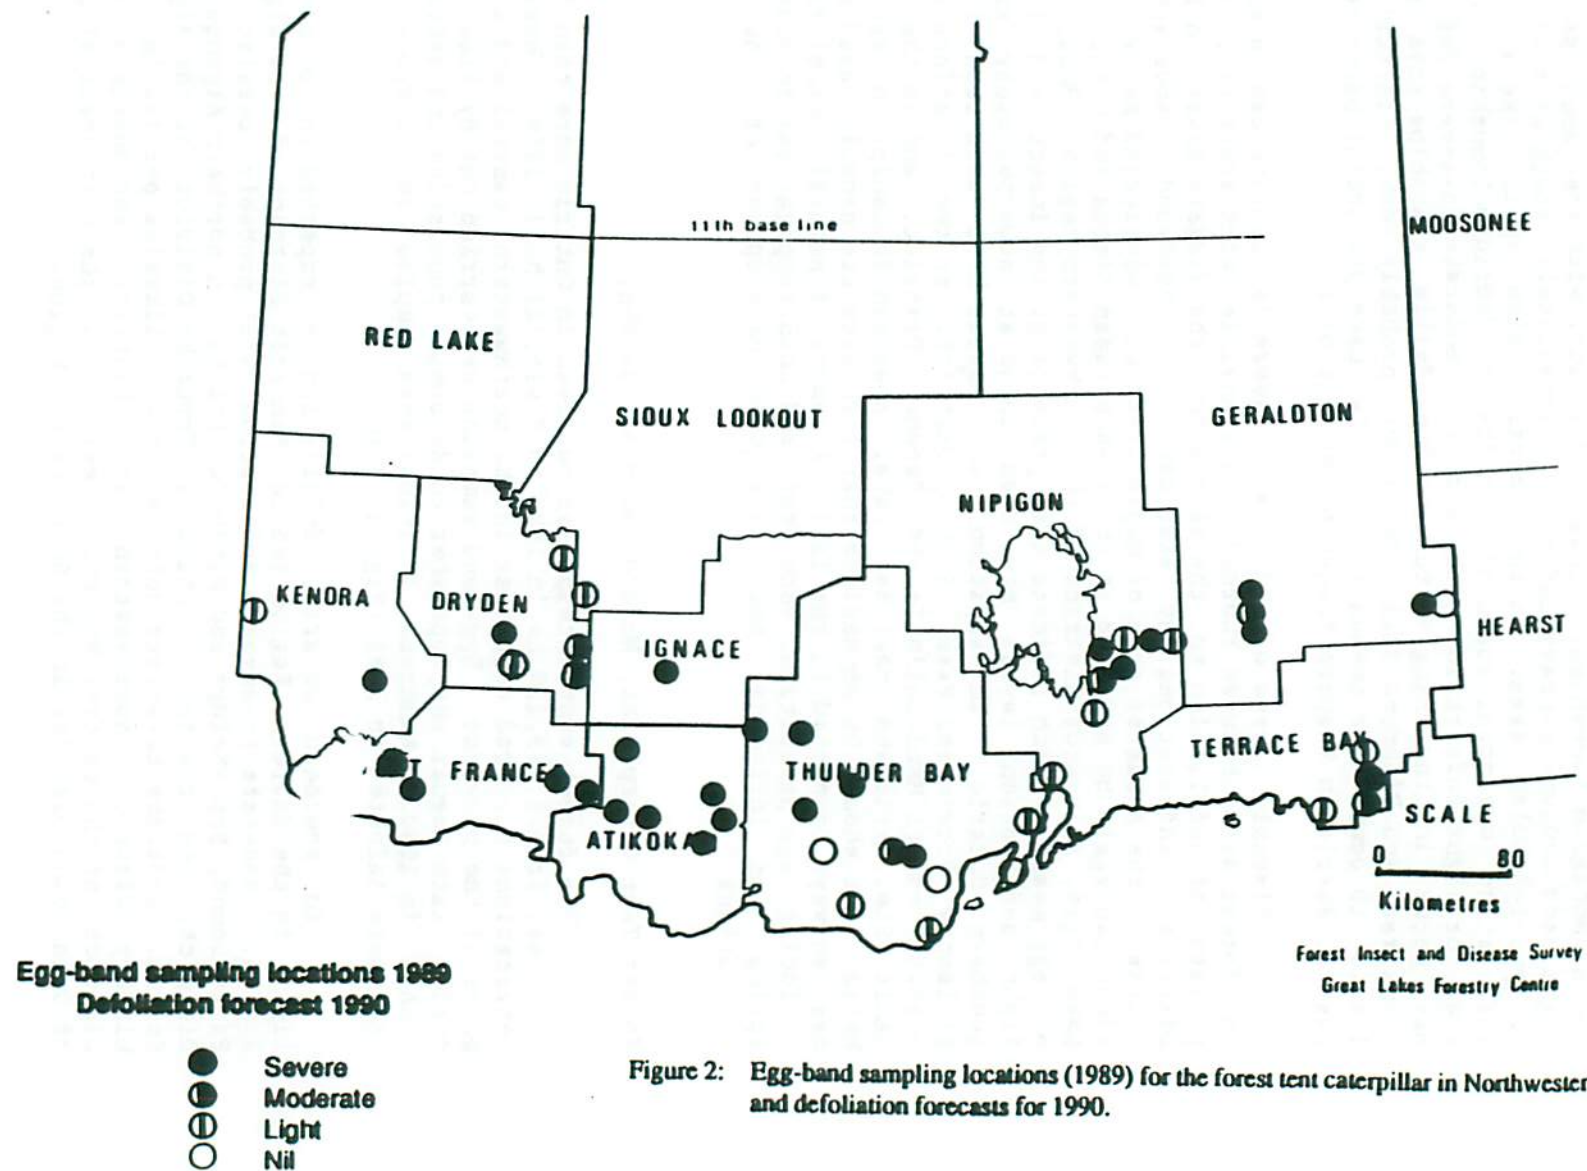 11th base line
MOOSONEE
RED LAKE
SIOUX LOOKOUT
GERALDTON
NIPIGON
KENORA
DRYDEN
IGNACE
HEARST
TERRACE BAY
FRANCES
THUNDER BAY
ATIKOKA
SCALE
0 80
Kilometres
Forest Insect and Disease Survey
Great Lakes Forestry Centre
Egg-band sampling locations 1989
Defoliation forecast 1990
Severe
Moderate
Light
Nil
Figure 2: Egg-band sampling locations (1989) for the forest tent caterpillar in Northwester
and defoliation forecasts for 1990.